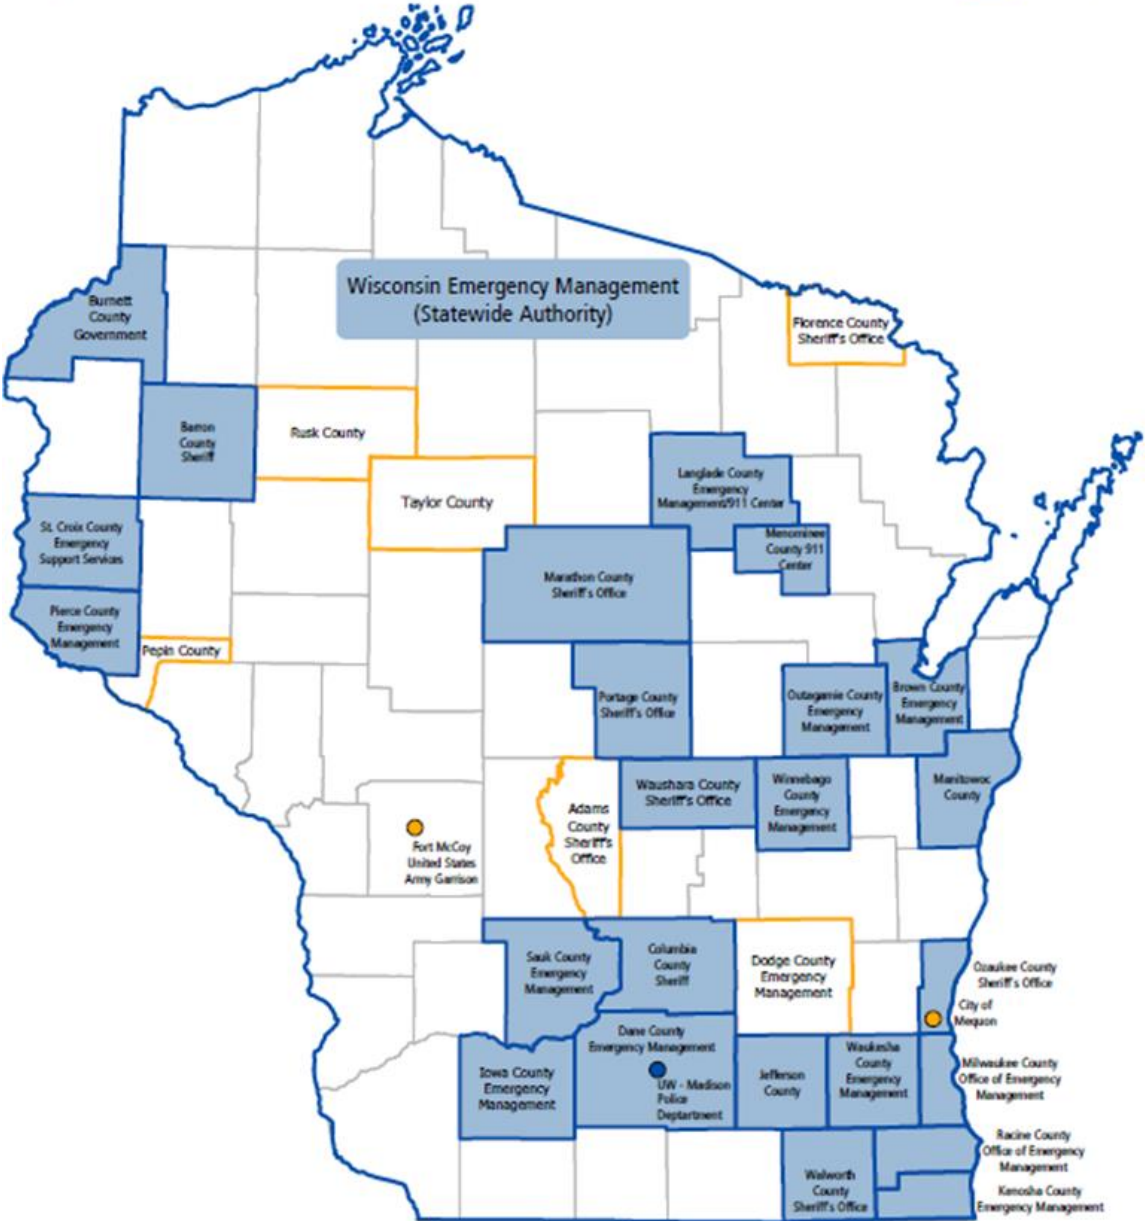 Wisconsin Emergency Management
(Statewide Authority)
Burnett
County
Government
Florence County
Sheriff's Office
Barron
County
Sheriff
Rusk County
Taylor County
Langlade County
Emergency
Management/911 Center
St. Croix County
Emergency
Support Services
Menominee
County 911
Center
Marathon County
Sheriff's Office
Pierce County
Emergency
Management
Pepin County
Portage County
Sheriff's Office
Outagamie County
Emergency
Management
Brown County
Emergency
Management
Waushara County
Sheriff's Office
Winnebago
County
Emergency
Management
Manitowoc
County
Adams
County
Sheriff's
Office
Fort McCoy
United States
Army Garrison
Sauk County
Emergency
Management
Columbia
County
Sheriff
Dodge County
Emergency
Management
Ozaukee County
Sheriff's Office
City of
Mequon
Dane County
Emergency Management
UW - Madison
Police
Deptartment
Iowa County
Emergency
Management
Jefferson
County
Waukesha
County
Emergency
Management
Milwaukee County
Office of Emergency
Management
Racine County
Office of Emergency
Management
Walworth
County
Sheriff's Office
Kenosha County
Emergency Management